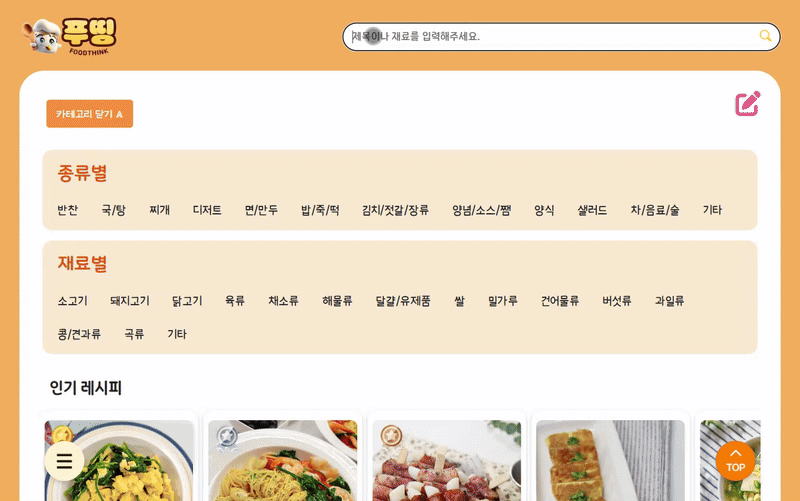 푸띵
FOODTHINK
제목이나 재료를 입력해주세요.
카테고리 닫기 ∧
종류별
반찬 국/탕 찌개 디저트 면/만두 밥/죽/떡 김치/젓갈/장류 양념/소스/쨈 양식 샐러드 차/음료/술 기타
재료별
소고기 돼지고기 닭고기 육류 채소류 해물류 달걀/유제품 쌀 밀가루 건어물류 버섯류 과일류
콩/견과류 곡류 기타
인기 레시피
TOP